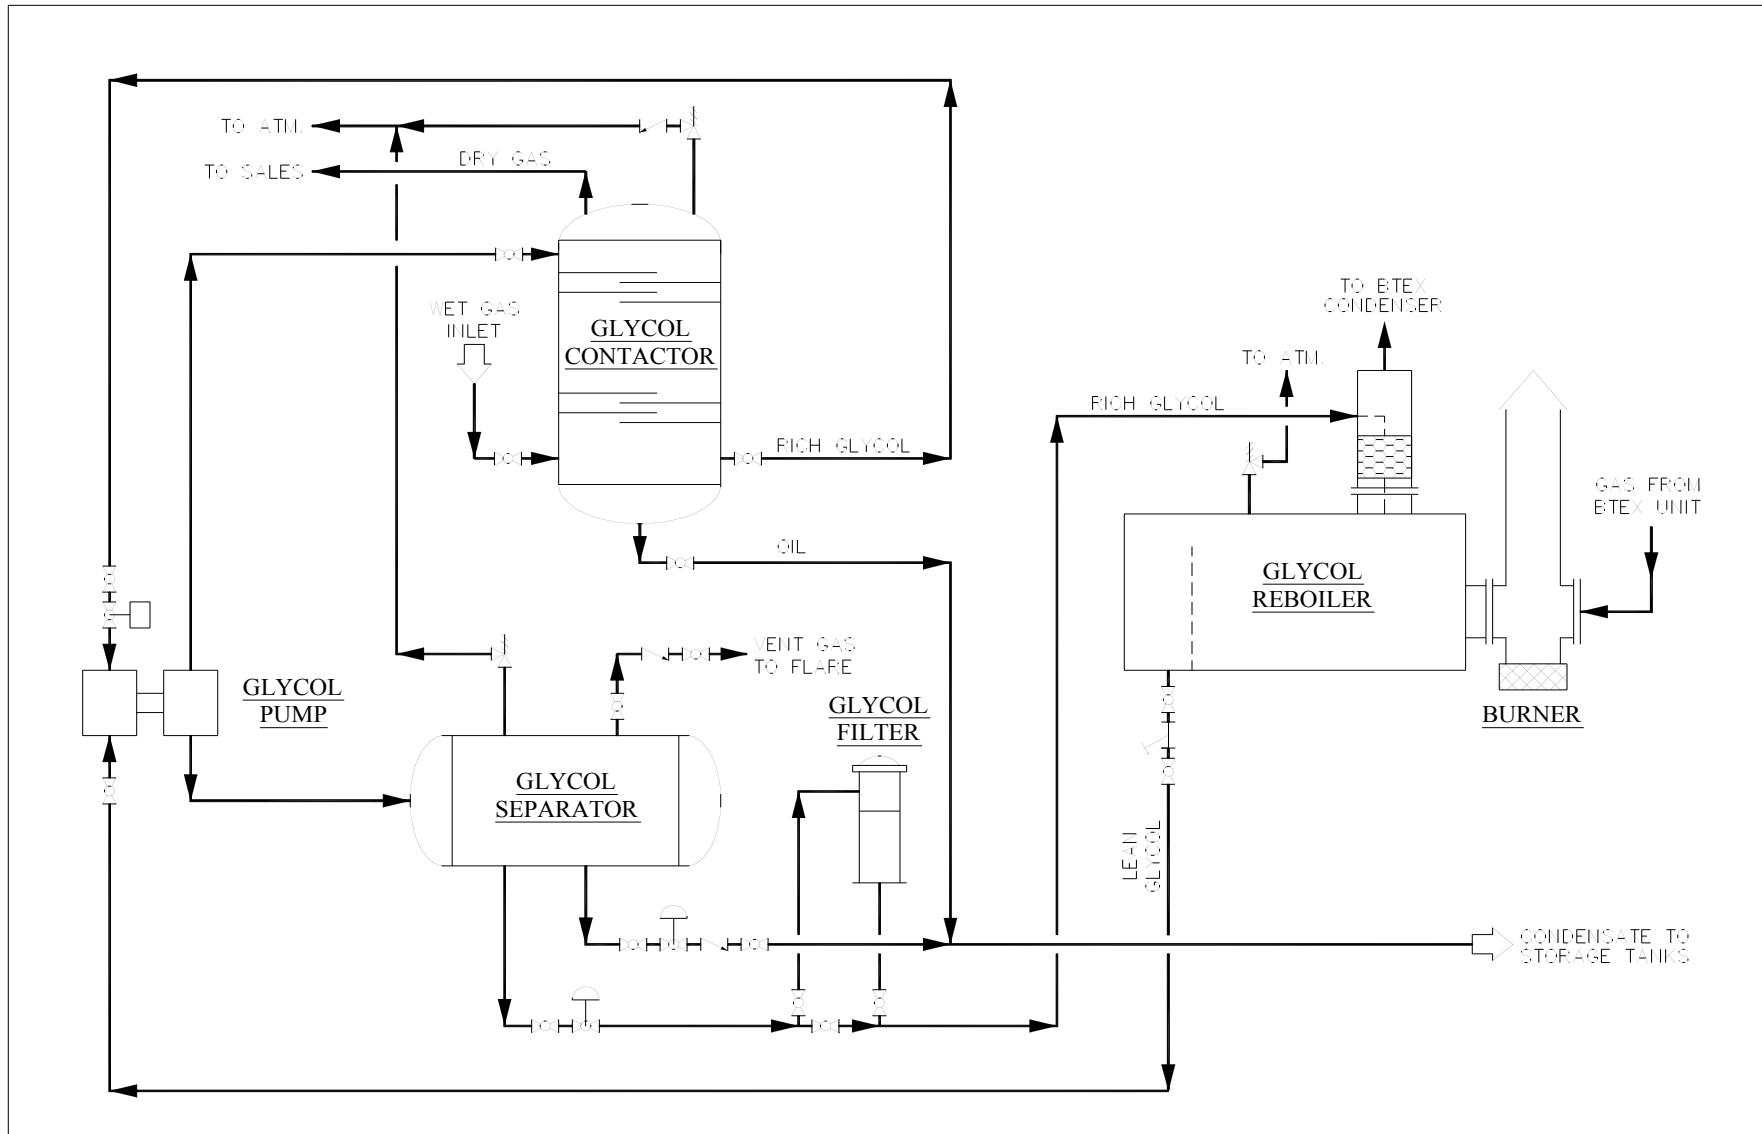 TO ATM.
DRY GAS
TO SALES
WET GAS
INLET
GLYCOL
CONTACTOR
TO BTEX
CONDENSER
TO ATM.
RICH GLYCOL
RICH GLYCOL
GAS FROM
BTEX UNIT
OIL
GLYCOL
REBOILER
VENT GAS
TO FLARE
GLYCOL
PUMP
GLYCOL
FILTER
BURNER
GLYCOL
SEPARATOR
LEAN
GLYCOL
CONDENSATE TO
STORAGE TANKS